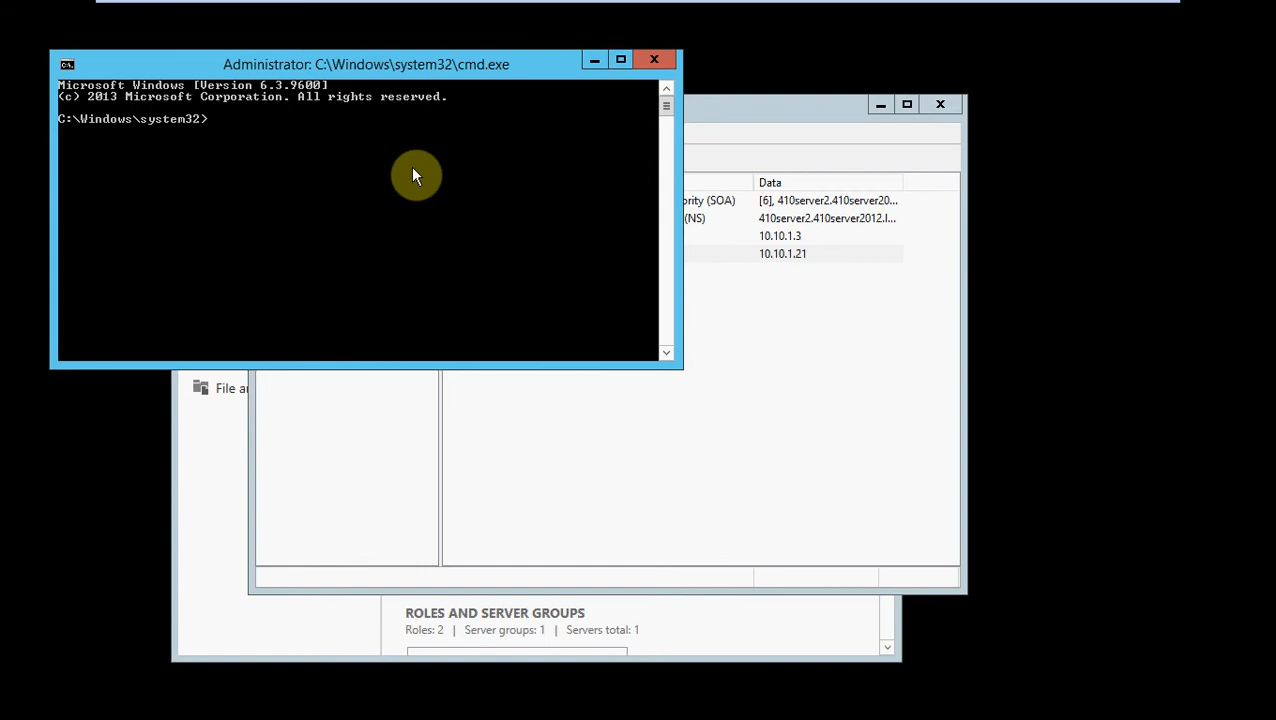 Administrator: C:\Windows\system32\cmd.exe
Microsoft Windows [Version 6.3.9600]
(c) 2013 Microsoft Corporation. All rights reserved.
C:\Windows\system32>
Data
(SOA) [6], 410server2.410server20...
(NS) 410server2.410server2012.l...
10.10.1.3
10.10.1.21
File
ROLES AND SERVER GROUPS
Roles: 2 | Server groups: 1 | Servers total: 1